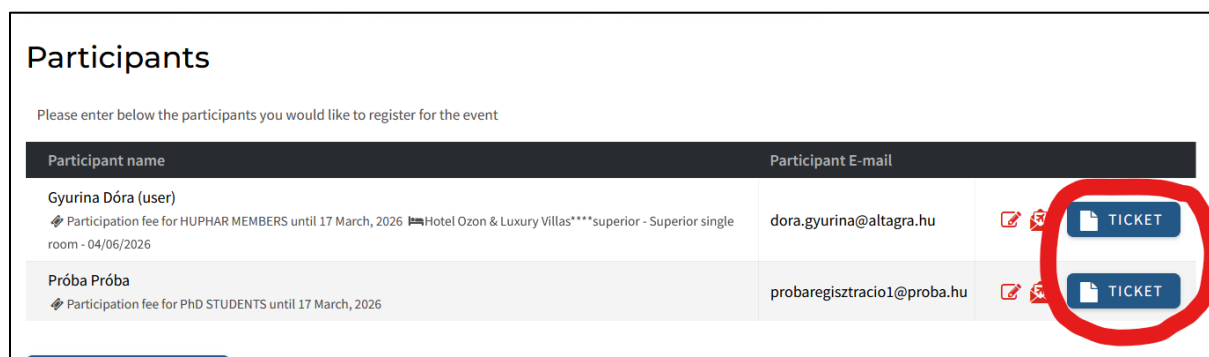 Participants
Please enter below the participants you would like to register for the event
Participant name Participant E-mail
Gyurina Dóra (user)
Participation fee for HUPHAR MEMBERS until 17 March, 2026 Hotel Ozon & Luxury Villas****superior - Superior single
room - 04/06/2026
dora.gyurina@altagra.hu
TICKET
Próba Próba
Participation fee for PhD STUDENTS until 17 March, 2026
probaregisztracio1@proba.hu
TICKET